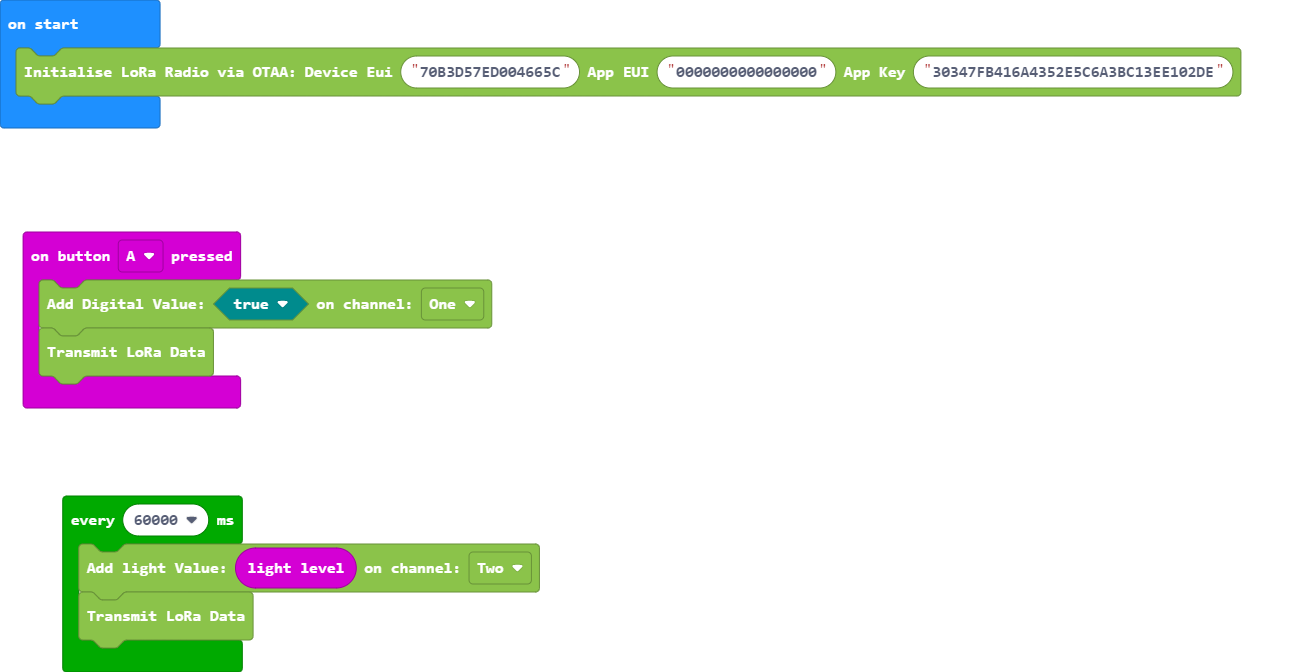 on start
Initialise LoRa Radio via OTAA: Device Eui "70B3D57ED004665C" App EUI "0000000000000000" App Key "30347FB416A4352E5C6A3BC13EE102DE"
on button A pressed
Add Digital Value: true on channel: One
Transmit LoRa Data
every 60000 ms
Add light Value: light level on channel: Two
Transmit LoRa Data